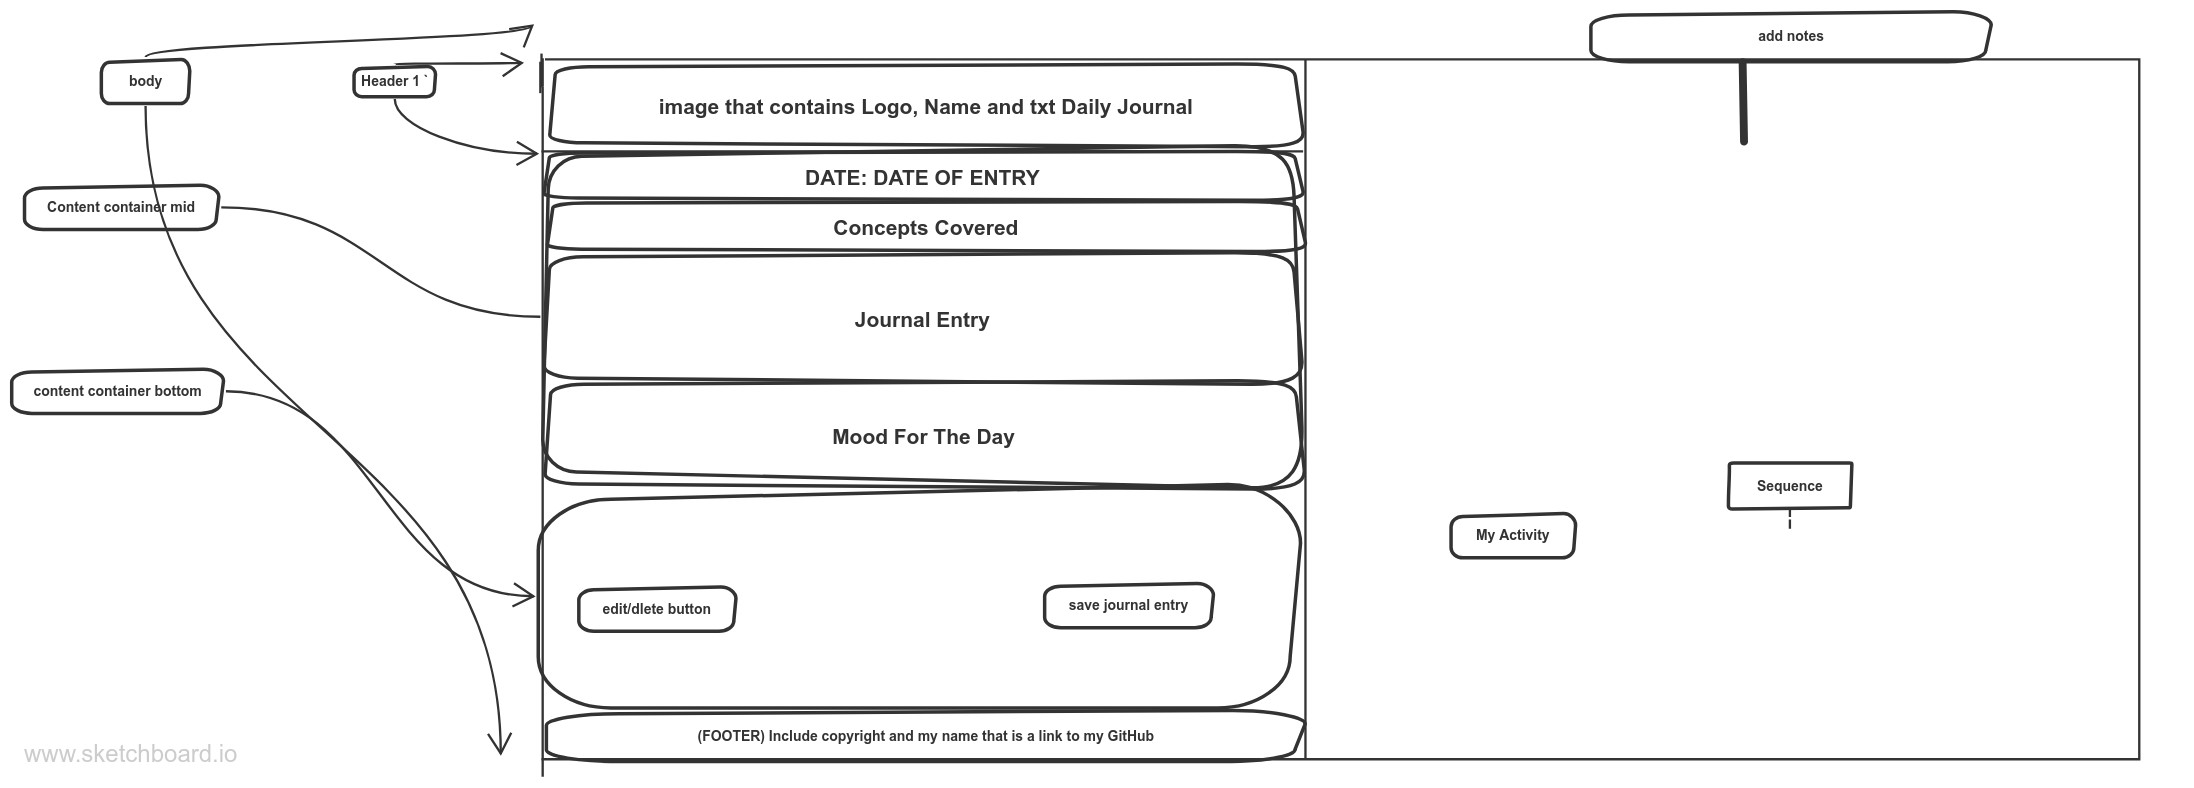 add notes
body
Header 1 `
image that contains Logo, Name and txt Daily Journal
DATE: DATE OF ENTRY
Content container mid
Concepts Covered
Journal Entry
content container bottom
Mood For The Day
Sequence
My Activity
edit/dlete button
save journal entry
(FOOTER) Include copyright and my name that is a link to my GitHub
www.sketchboard.io